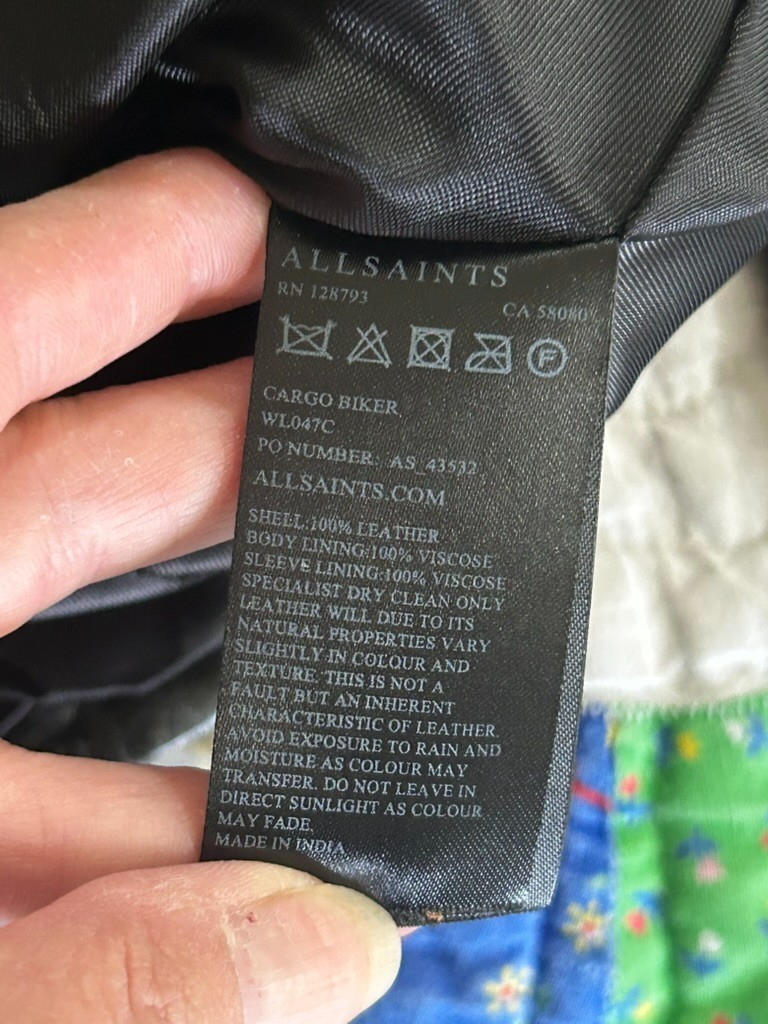 ALLSAINTS
RN 128793
CA 58080
F
CARGO BIKER
WL047C
PO NUMBER: AS 43532
ALLSAINTS.COM
SHELL:100% LEATHER
BODY LINING:100% VISCOSE
SLEEVE LINING:100% VISCOSE
SPECIALIST DRY CLEAN ONLY
LEATHER WILL DUE TO ITS
NATURAL PROPERTIES VARY
SLIGHTLY IN COLOUR AND
TEXTURE. THIS IS NOT A
FAULT BUT AN INHERENT
CHARACTERISTIC OF LEATHER.
AVOID EXPOSURE TO RAIN AND
MOISTURE AS COLOUR MAY
TRANSFER. DO NOT LEAVE IN
DIRECT SUNLIGHT AS COLOUR
MAY FADE.
MADE IN INDIA